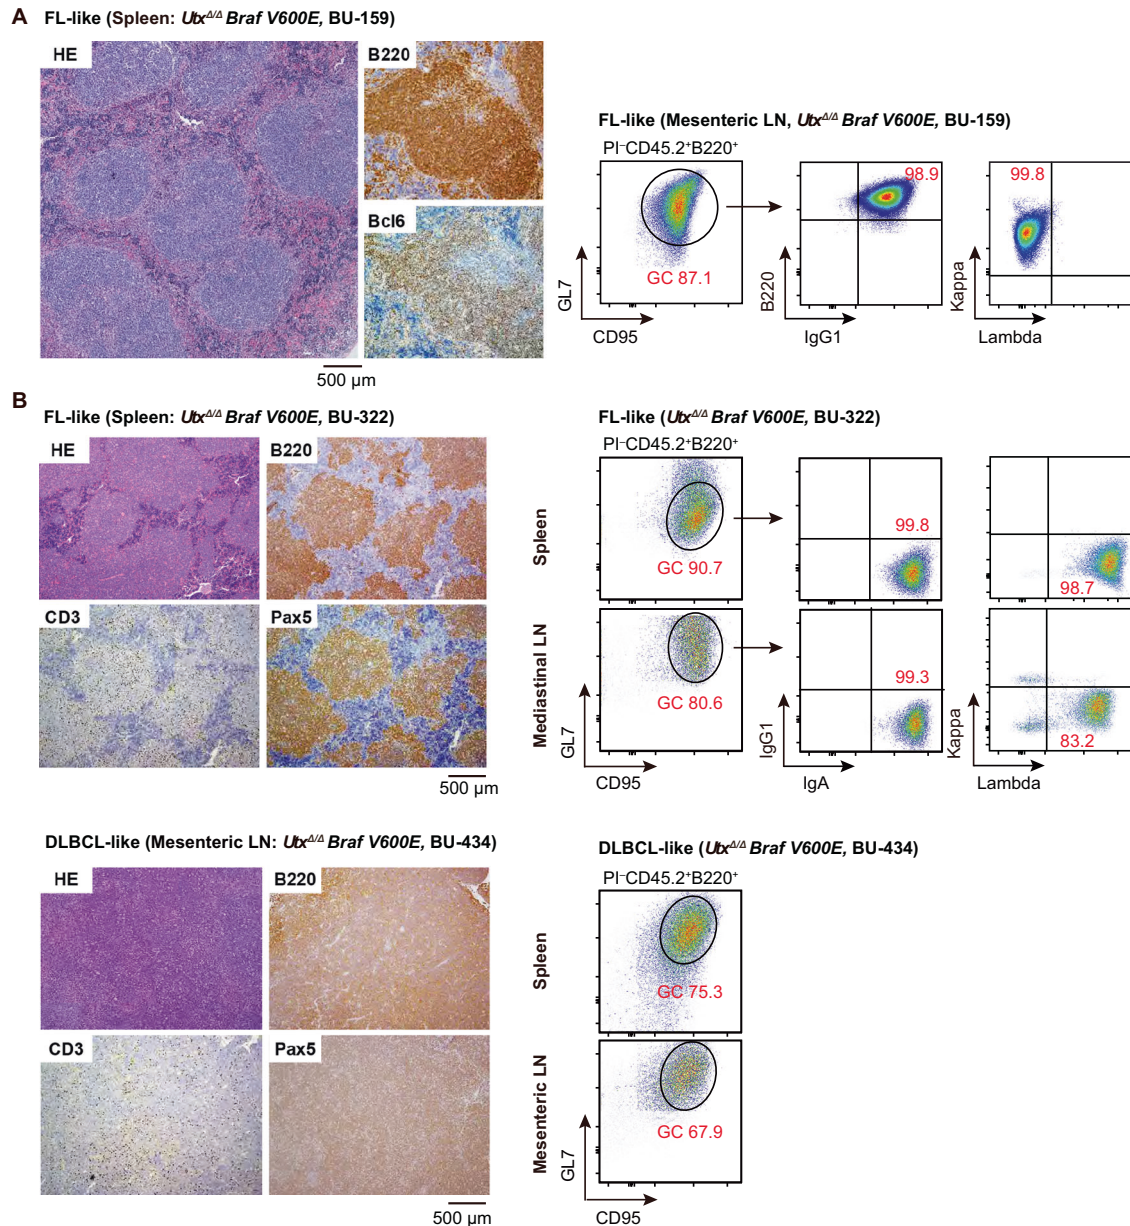 A
FL-like (Spleen: Utx^Δ/Δ Braf V600E, BU-159)
HE
B220
Bcl6
500 µm
FL-like (Mesenteric LN, Utx^Δ/Δ Braf V600E, BU-159)
PI⁻CD45.2⁺B220⁺
GC 87.1
GL7
CD95
98.9
B220
IgG1
99.8
Kappa
Lambda
B
FL-like (Spleen: Utx^Δ/Δ Braf V600E, BU-322)
HE
B220
CD3
Pax5
500 µm
FL-like (Utx^Δ/Δ Braf V600E, BU-322)
PI⁻CD45.2⁺B220⁺
Spleen
GC 90.7
99.8
98.7
Mediastinal LN
GC 80.6
99.3
83.2
GL7
CD95
IgG1
IgA
Kappa
Lambda
DLBCL-like (Mesenteric LN: Utx^Δ/Δ Braf V600E, BU-434)
HE
B220
CD3
Pax5
500 µm
DLBCL-like (Utx^Δ/Δ Braf V600E, BU-434)
PI⁻CD45.2⁺B220⁺
Spleen
GC 75.3
Mesenteric LN
GC 67.9
GL7
CD95